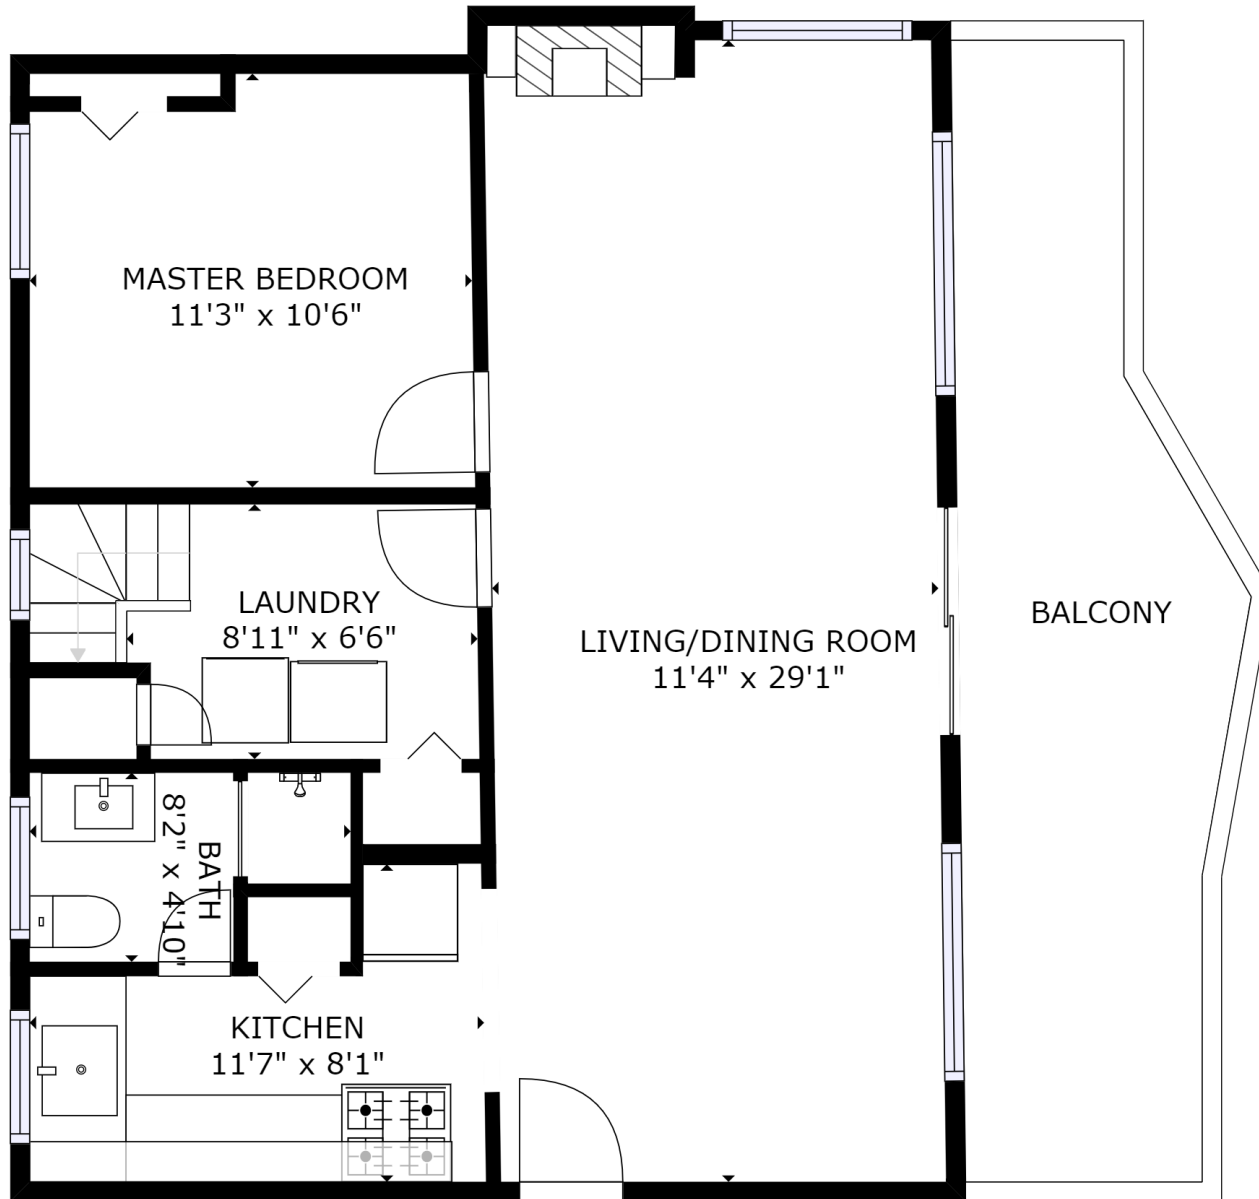 MASTER BEDROOM
11'3" x 10'6"
LAUNDRY
8'11" x 6'6"
LIVING/DINING ROOM
11'4" x 29'1"
BALCONY
BATH
8'2" x 4'10"
KITCHEN
11'7" x 8'1"